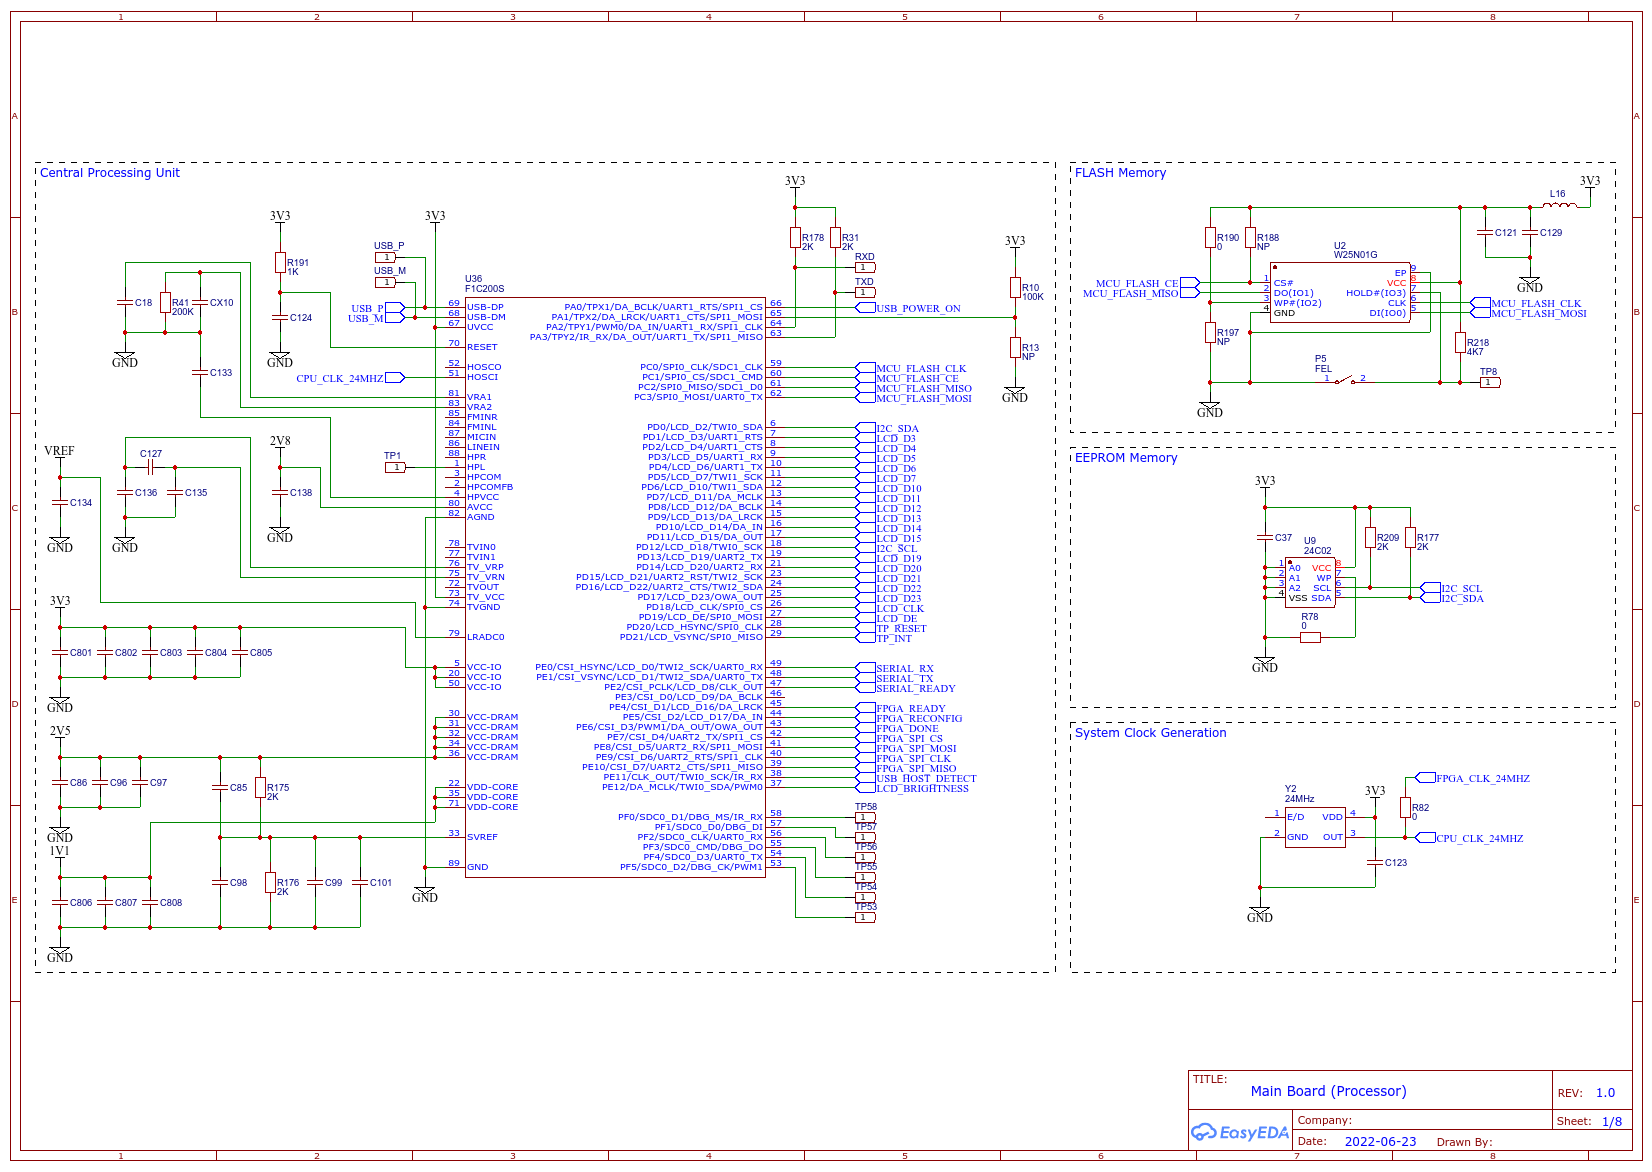 1 2 3 4 5 6 7 8
A A
B B
C C
D D
E E
Central Processing Unit
3V3
R191
1K
C124
GND
C18
R41
200K
CX10
GND
C133
3V3
USB_P
1
USB_M
1
USB_P
USB_M
CPU_CLK_24MHZ
TP1
1
VREF
C134
GND
C127
C136
C135
GND
2V8
C138
GND
3V3
C801
C802
C803
C804
C805
GND
2V5
C86
C96
C97
C85
R175
2K
GND
1V1
C806
C807
C808
C98
R176
2K
C99
C101
GND
GND
U36
F1C200S
69 USB-DP
68 USB-DM
67 UVCC
70 RESET
52 HOSCO
51 HOSCI
81 VRA1
83 VRA2
85 FMINR
84 FMINL
87 MICIN
86 LINEIN
88 HPR
1 HPL
3 HPCOM
2 HPCOMFB
4 HPVCC
80 AVCC
82 AGND
78 TVIN0
77 TVIN1
76 TV_VRP
75 TV_VRN
72 TVOUT
73 TV_VCC
74 TVGND
79 LRADC0
5 VCC-IO
20 VCC-IO
50 VCC-IO
30 VCC-DRAM
31 VCC-DRAM
32 VCC-DRAM
34 VCC-DRAM
36 VCC-DRAM
22 VDD-CORE
35 VDD-CORE
71 VDD-CORE
33 SVREF
89 GND
PA0/TPX1/DA_BCLK/UART1_RTS/SPI1_CS 66
PA1/TPX2/DA_LRCK/UART1_CTS/SPI1_MOSI 65
PA2/TPY1/PWM0/DA_IN/UART1_RX/SPI1_CLK 64
PA3/TPY2/IR_RX/DA_OUT/UART1_TX/SPI1_MISO 63
PC0/SPI0_CLK/SDC1_CLK 59
PC1/SPI0_CS/SDC1_CMD 60
PC2/SPI0_MISO/SDC1_D0 61
PC3/SPI0_MOSI/UART0_TX 62
PD0/LCD_D2/TWI0_SDA 6
PD1/LCD_D3/UART1_RTS 7
PD2/LCD_D4/UART1_CTS 8
PD3/LCD_D5/UART1_RX 9
PD4/LCD_D6/UART1_TX 10
PD5/LCD_D7/TWI1_SCK 11
PD6/LCD_D10/TWI1_SDA 12
PD7/LCD_D11/DA_MCLK 13
PD8/LCD_D12/DA_BCLK 14
PD9/LCD_D13/DA_LRCK 15
PD10/LCD_D14/DA_IN 16
PD11/LCD_D15/DA_OUT 17
PD12/LCD_D18/TWI0_SCK 18
PD13/LCD_D19/UART2_TX 19
PD14/LCD_D20/UART2_RX 21
PD15/LCD_D21/UART2_RST/TWI2_SCK 23
PD16/LCD_D22/UART2_CTS/TWI2_SDA 24
PD17/LCD_D23/OWA_OUT 25
PD18/LCD_CLK/SPI0_CS 26
PD19/LCD_DE/SPI0_MOSI 27
PD20/LCD_HSYNC/SPI0_CLK 28
PD21/LCD_VSYNC/SPI0_MISO 29
PE0/CSI_HSYNC/LCD_D0/TWI2_SCK/UART0_RX 49
PE1/CSI_VSYNC/LCD_D1/TWI2_SDA/UART0_TX 48
PE2/CSI_PCLK/LCD_D8/CLK_OUT 47
PE3/CSI_D0/LCD_D9/DA_BCLK 46
PE4/CSI_D1/LCD_D16/DA_LRCK 45
PE5/CSI_D2/LCD_D17/DA_IN 44
PE6/CSI_D3/PWM1/DA_OUT/OWA_OUT 43
PE7/CSI_D4/UART2_TX/SPI1_CS 42
PE8/CSI_D5/UART2_RX/SPI1_MOSI 41
PE9/CSI_D6/UART2_RTS/SPI1_CLK 40
PE10/CSI_D7/UART2_CTS/SPI1_MISO 39
PE11/CLK_OUT/TWI0_SCK/IR_RX 38
PE12/DA_MCLK/TWI0_SDA/PWM0 37
PF0/SDC0_D1/DBG_MS/IR_RX 58
PF1/SDC0_D0/DBG_DI 57
PF2/SDC0_CLK/UART0_RX 56
PF3/SDC0_CMD/DBG_DO 55
PF4/SDC0_D3/UART0_TX 54
PF5/SDC0_D2/DBG_CK/PWM1 53
3V3
R178
2K
R31
2K
RXD
1
TXD
1
USB_POWER_ON
3V3
R10
100K
R13
NP
GND
MCU_FLASH_CLK
MCU_FLASH_CE
MCU_FLASH_MISO
MCU_FLASH_MOSI
I2C_SDA
LCD_D3
LCD_D4
LCD_D5
LCD_D6
LCD_D7
LCD_D10
LCD_D11
LCD_D12
LCD_D13
LCD_D14
LCD_D15
I2C_SCL
LCD_D19
LCD_D20
LCD_D21
LCD_D22
LCD_D23
LCD_CLK
LCD_DE
TP_RESET
TP_INT
SERIAL_RX
SERIAL_TX
SERIAL_READY
FPGA_READY
FPGA_RECONFIG
FPGA_DONE
FPGA_SPI_CS
FPGA_SPI_MOSI
FPGA_SPI_CLK
FPGA_SPI_MISO
USB_HOST_DETECT
LCD_BRIGHTNESS
TP58
1
TP57
1
TP56
1
TP55
1
TP54
1
TP53
1
FLASH Memory
3V3
L16
R190
0
R188
NP
C121
C129
GND
U2
W25N01G
MCU_FLASH_CE
MCU_FLASH_MISO
1 CS#
2 DO(IO1)
3 WP#(IO2)
4 GND
EP 9
VCC 8
HOLD#(IO3) 7
CLK 6
DI(IO0) 5
MCU_FLASH_CLK
MCU_FLASH_MOSI
R197
NP
R218
4K7
P5
FEL
1 2
TP8
1
GND
EEPROM Memory
3V3
C37
U9
24C02
R209
2K
R177
2K
1 A0
2 A1
3 A2
4 VSS
VCC 8
WP 7
SCL 6
SDA 5
I2C_SCL
I2C_SDA
R78
0
GND
System Clock Generation
FPGA_CLK_24MHZ
Y2
24MHz
3V3
R82
0
1 E/D
2 GND
VDD 4
OUT 3
CPU_CLK_24MHZ
C123
GND
TITLE:
Main Board (Processor)
REV: 1.0
EasyEDA
Company:
Sheet: 1/8
Date: 2022-06-23 Drawn By:
1 2 3 4 5 6 7 8